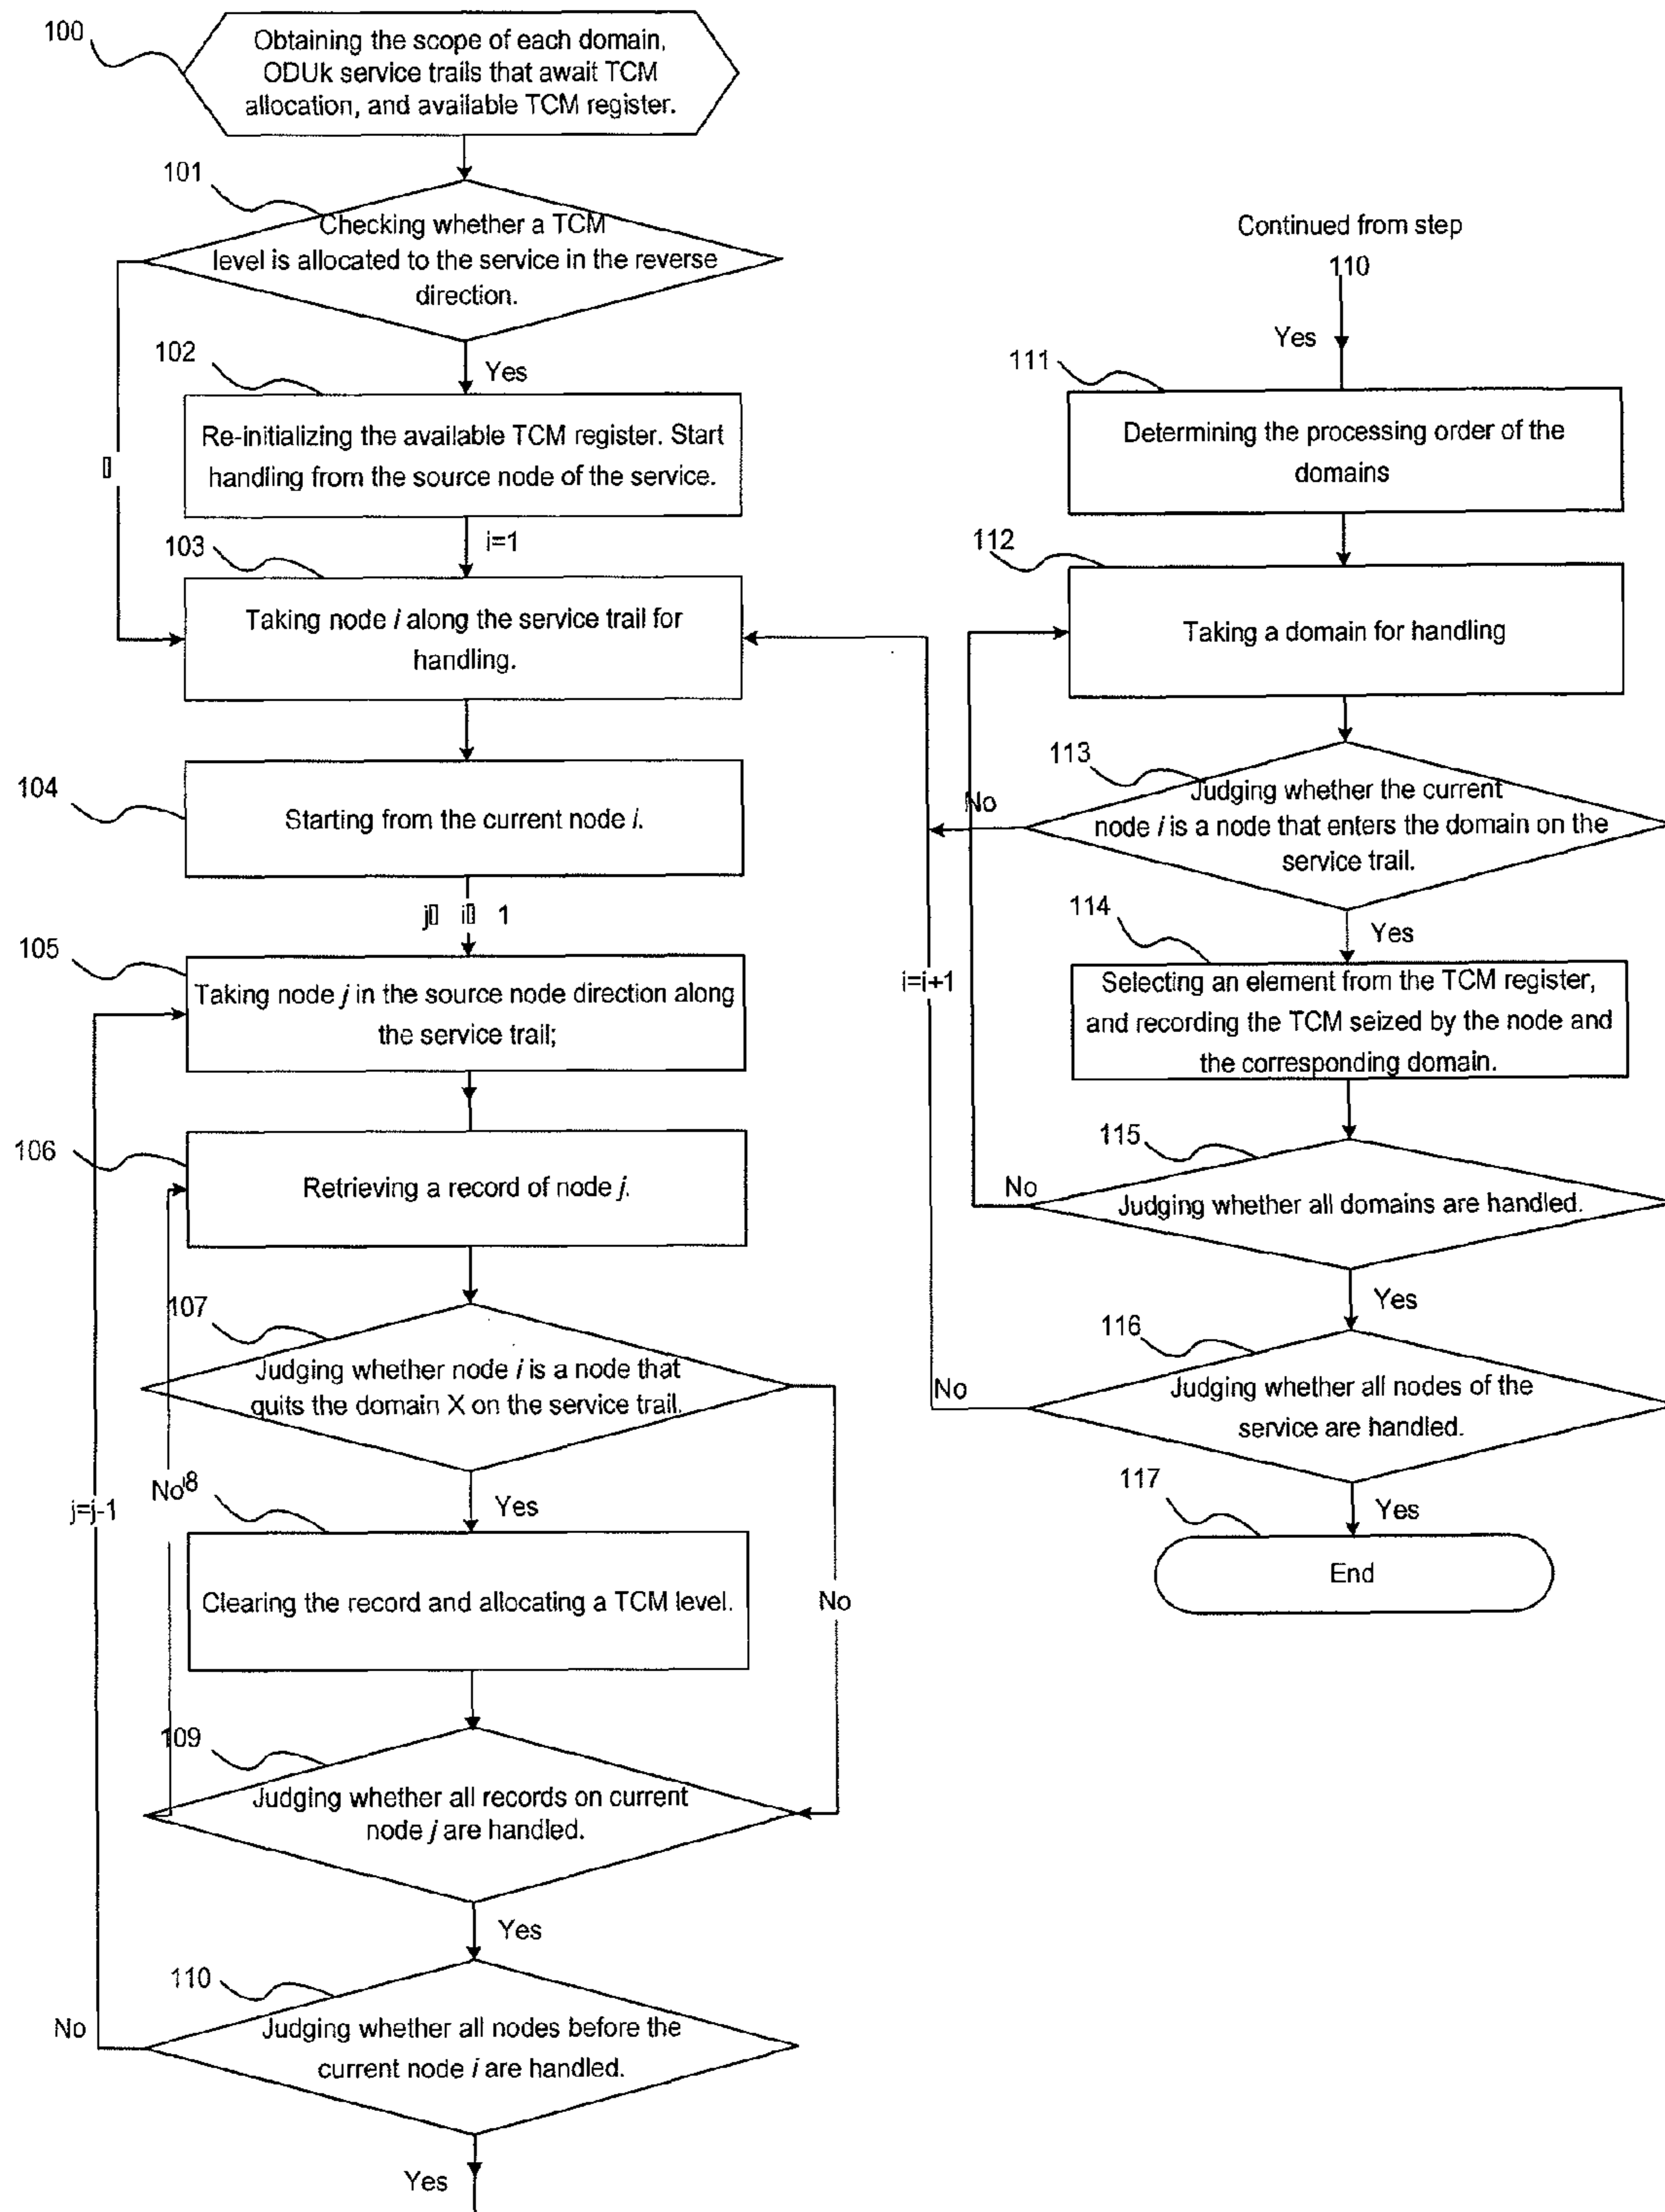 100
Obtaining the scope of each domain,
ODUk service trails that await TCM
allocation, and available TCM register.
101
Checking whether a TCM
level is allocated to the service in the reverse
direction.
Yes
102
Re-initializing the available TCM register. Start
handling from the source node of the service.
i=1
103
Taking node i along the service trail for
handling.
104
Starting from the current node i.
j i 1
105
Taking node j in the source node direction along
the service trail;
106
Retrieving a record of node j.
107
Judging whether node i is a node that
quits the domain X on the service trail.
No
8
Yes
j=j-1
Clearing the record and allocating a TCM level.
No
109
Judging whether all records on current
node j are handled.
Yes
110
No
Judging whether all nodes before the
current node i are handled.
Yes
Continued from step
110
Yes
111
Determining the processing order of the
domains
112
Taking a domain for handling
113
No
Judging whether the current
node i is a node that enters the domain on the
service trail.
114
Yes
i=i+1
Selecting an element from the TCM register,
and recording the TCM seized by the node and
the corresponding domain.
115
No
Judging whether all domains are handled.
Yes
116
No
Judging whether all nodes of the
service are handled.
117
Yes
End